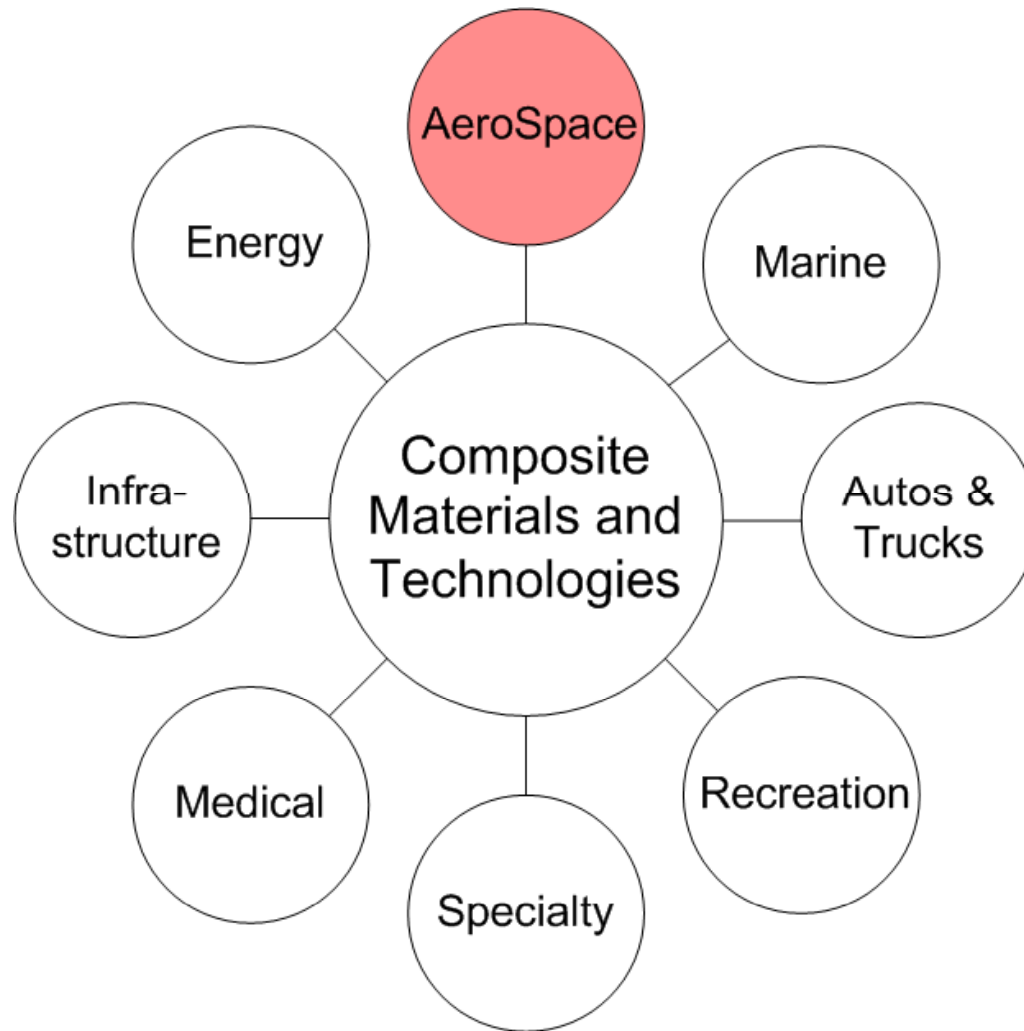 AeroSpace
Energy
Marine
Composite
Materials and
Technologies
Infra-
structure
Autos &
Trucks
Medical
Recreation
Specialty